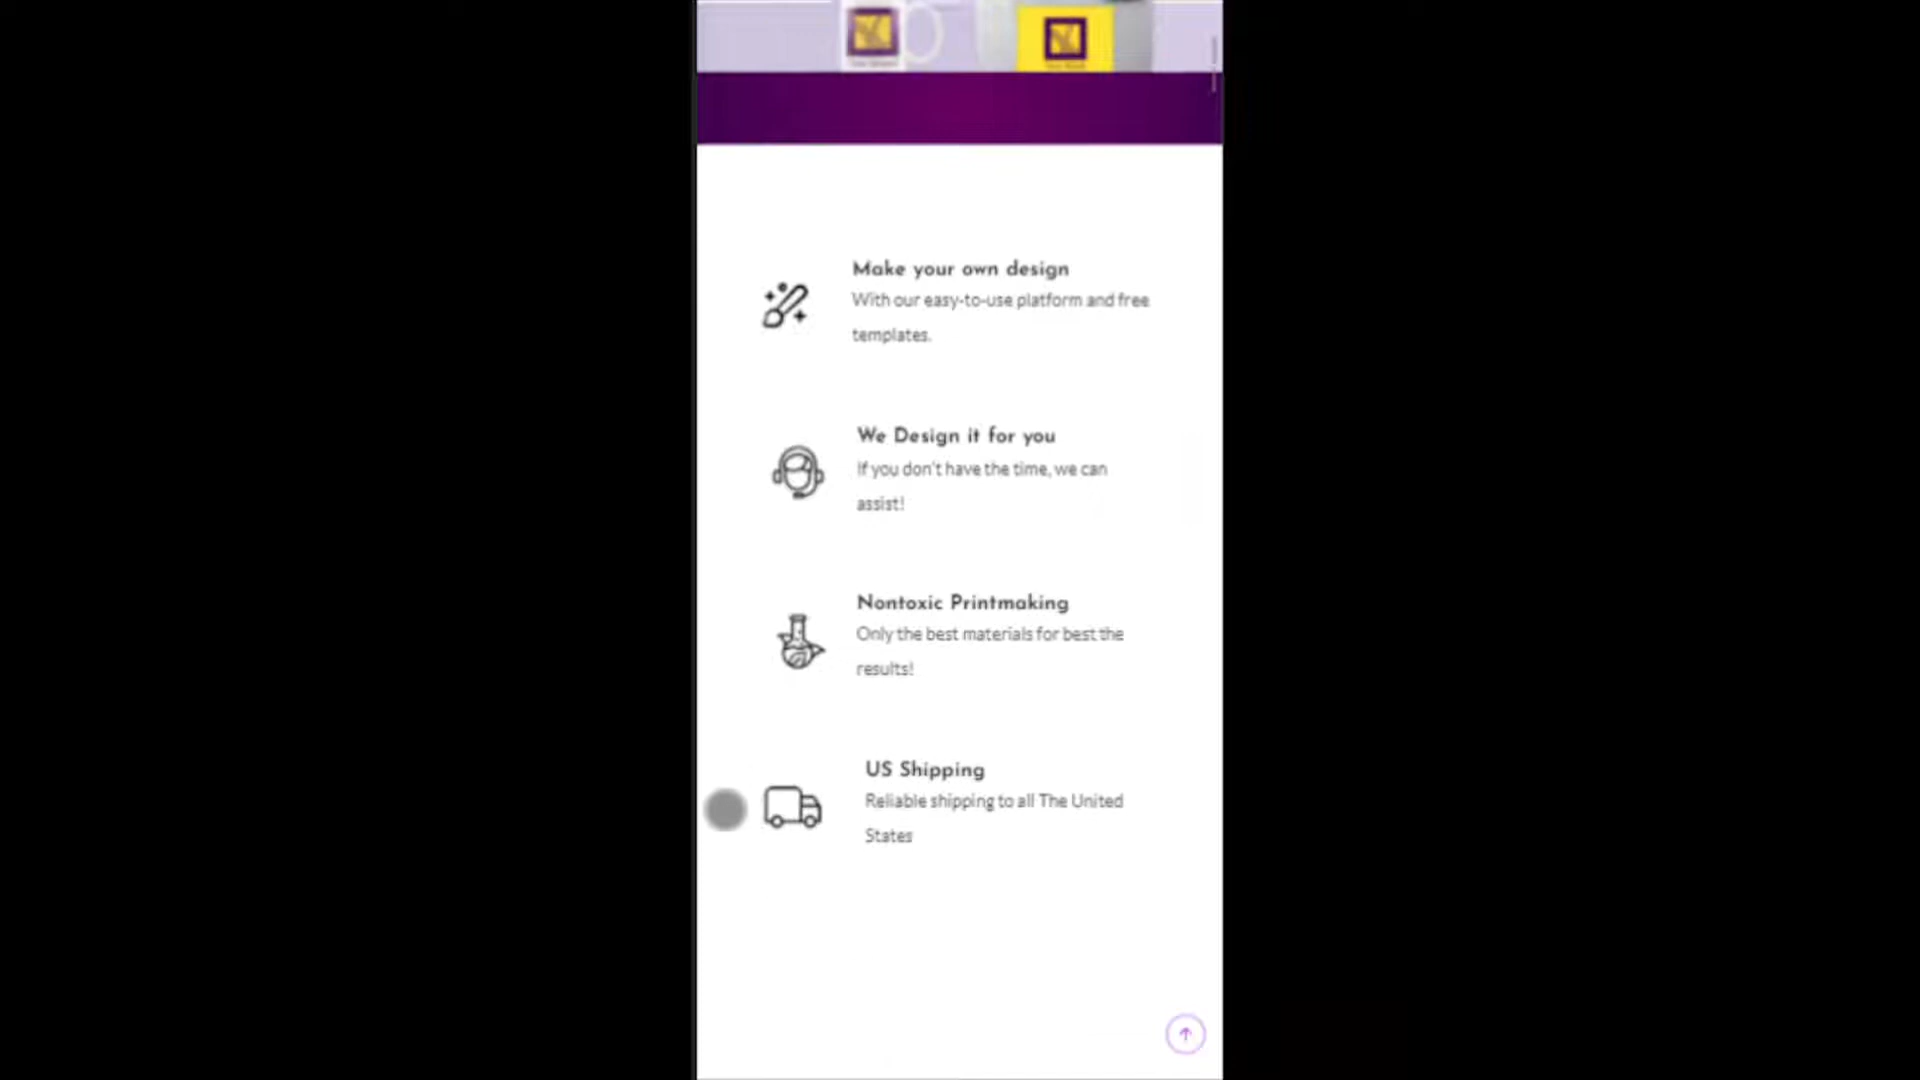 Make your own design
With our easy-to-use platform and free
templates.
We Design it for you
If you don't have the time, we can
assist!
Nontoxic Printmaking
Only the best materials for best the
results!
US Shipping
Reliable shipping to all The United
States